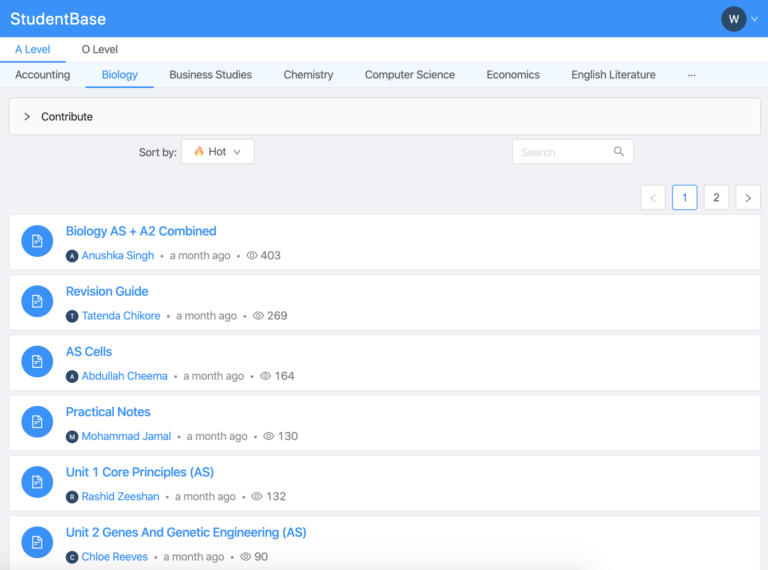 StudentBase
W
A Level O Level
Accounting Biology Business Studies Chemistry Computer Science Economics English Literature ···
Contribute
Sort by: Hot
Search
1 2
Biology AS + A2 Combined
A Anushka Singh • a month ago • 403
Revision Guide
T Tatenda Chikore • a month ago • 269
AS Cells
A Abdullah Cheema • a month ago • 164
Practical Notes
M Mohammad Jamal • a month ago • 130
Unit 1 Core Principles (AS)
R Rashid Zeeshan • a month ago • 132
Unit 2 Genes And Genetic Engineering (AS)
C Chloe Reeves • a month ago • 90